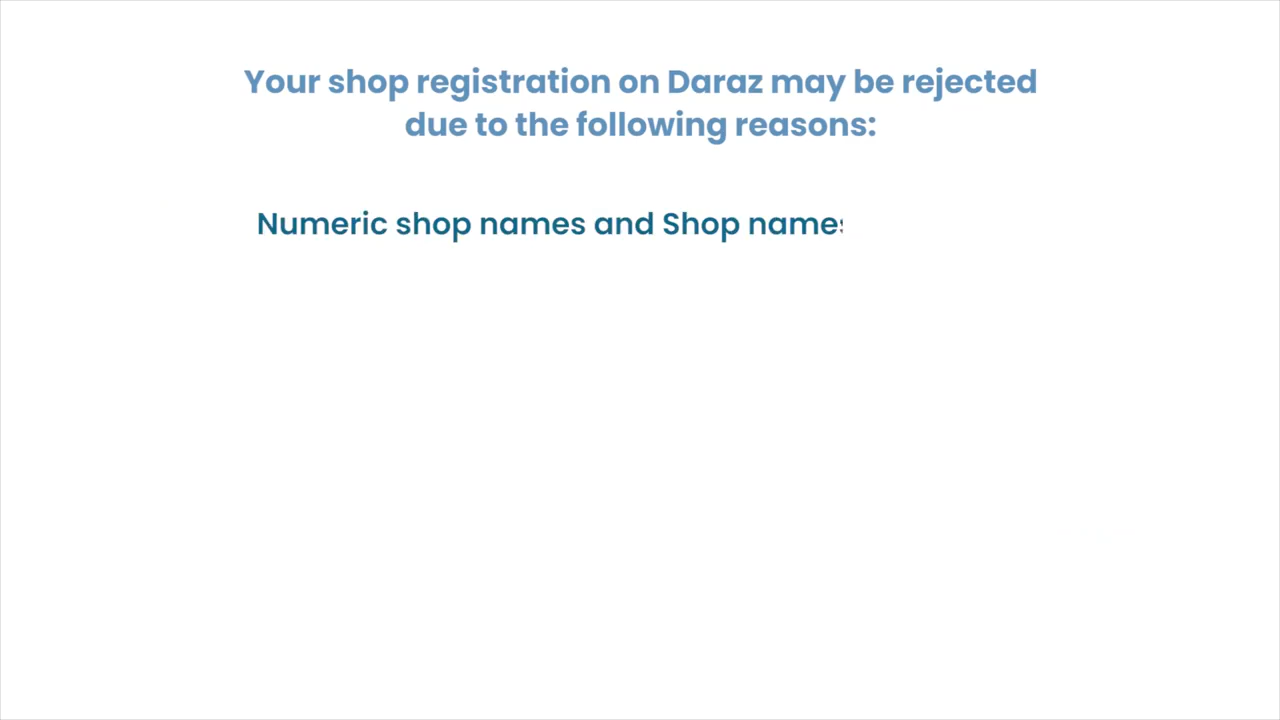 Your shop registration on Daraz may be rejected
due to the following reasons:
Numeric shop names and Shop names